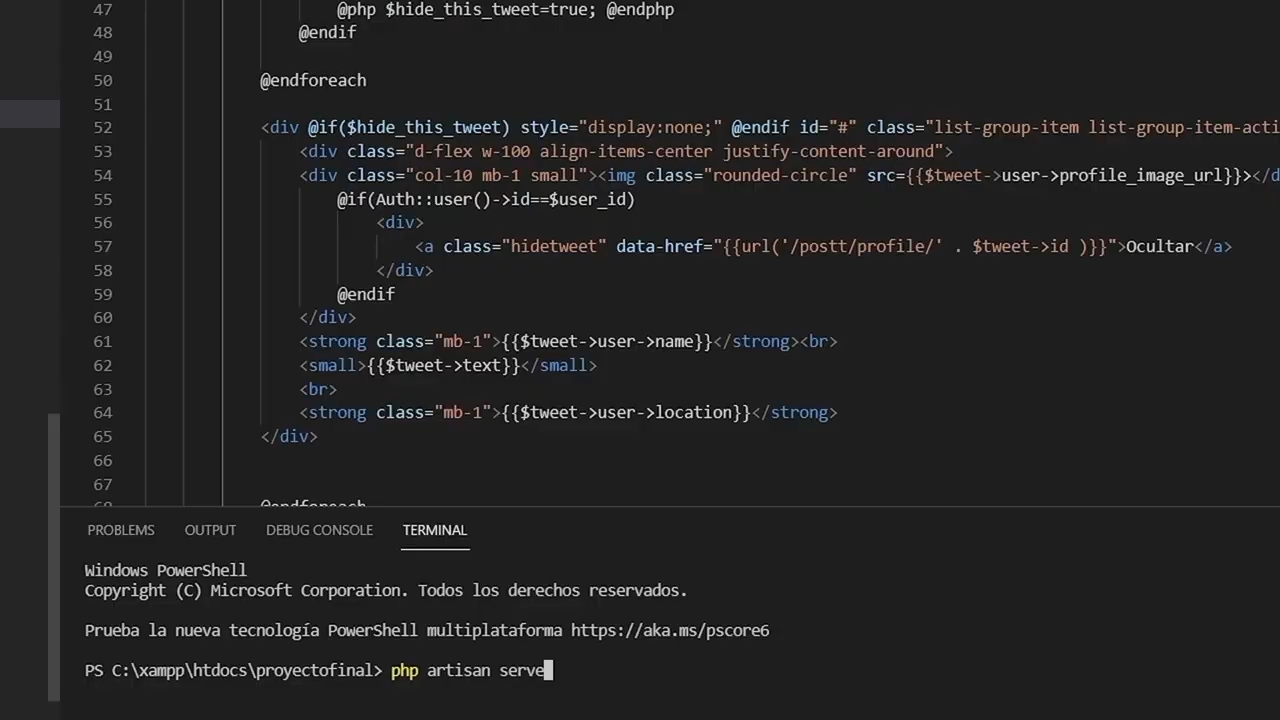 47 @php $hide_this_tweet=true; @endphp
48 @endif
49
50 @endforeach
51
52 <div @if($hide_this_tweet) style="display:none;" @endif id="#" class="list-group-item list-group-item-acti
53 <div class="d-flex w-100 align-items-center justify-content-around">
54 <div class="col-10 mb-1 small"><img class="rounded-circle" src={{$tweet->user->profile_image_url}}></d
55 @if(Auth::user()->id==$user_id)
56 <div>
57 <a class="hidetweet" data-href="{{url('/postt/profile/' . $tweet->id )}}">Ocultar</a>
58 </div>
59 @endif
60 </div>
61 <strong class="mb-1">{{$tweet->user->name}}</strong><br>
62 <small>{{$tweet->text}}</small>
63 <br>
64 <strong class="mb-1">{{$tweet->user->location}}</strong>
65 </div>
66
67
68 @endforeach
PROBLEMS OUTPUT DEBUG CONSOLE TERMINAL
Windows PowerShell
Copyright (C) Microsoft Corporation. Todos los derechos reservados.
Prueba la nueva tecnología PowerShell multiplataforma https://aka.ms/pscore6
PS C:\xampp\htdocs\proyectofinal> php artisan serve